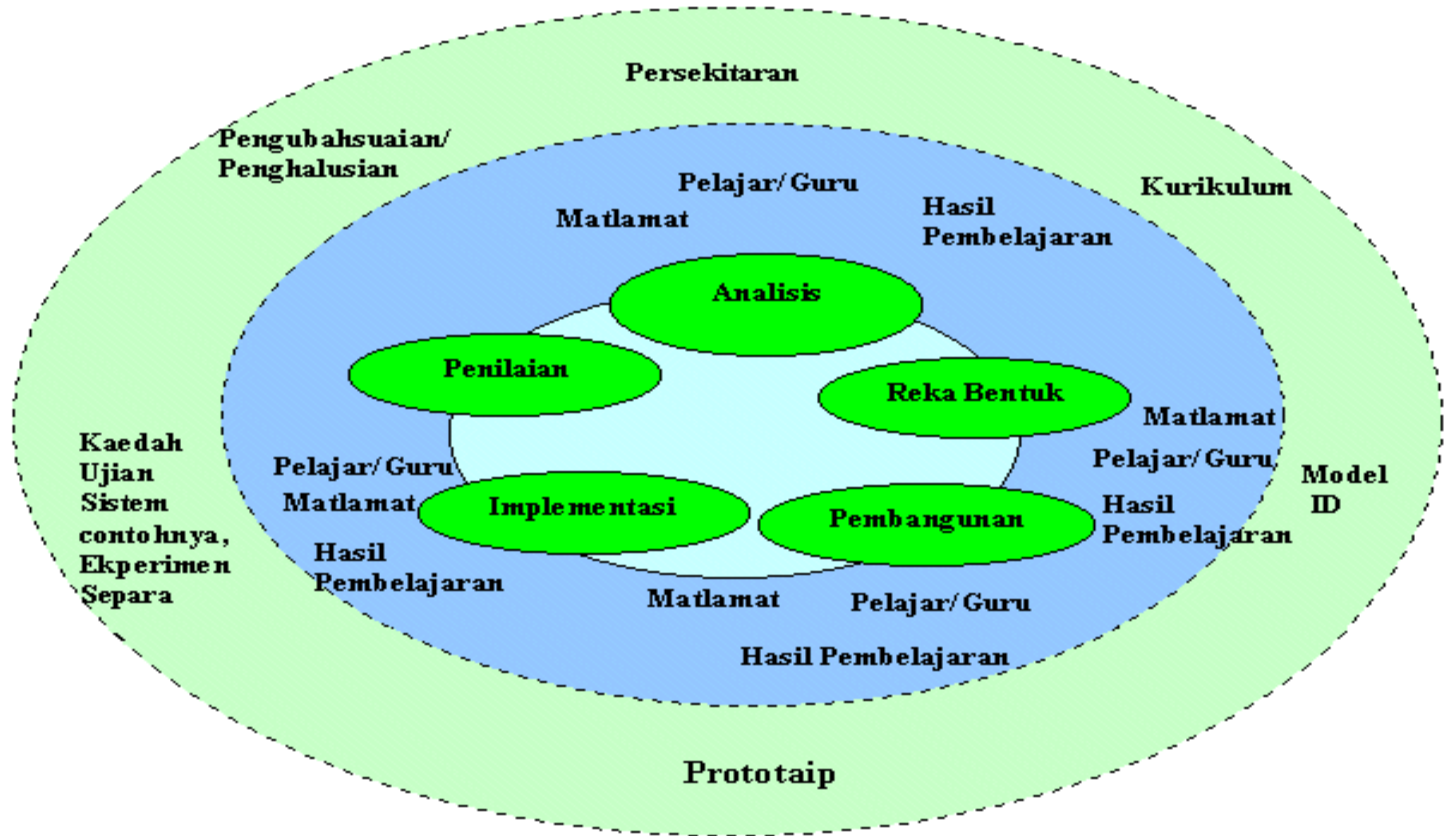 Persekitaran
Pengubahsuaian/
Penghalusian
Kurikulum
Pelajar/Guru
Matlamat
Hasil
Pembelajaran
Analisis
Penilaian
Reka Bentuk
Matlamat
Pelajar/Guru
Hasil
Pembelajaran
Model
ID
Kaedah
Ujian
Sistem
contohnya,
Ekperimen
Separa
Pelajar/Guru
Matlamat
Hasil
Pembelajaran
Implementasi
Pembangunan
Matlamat
Pelajar/Guru
Hasil Pembelajaran
Prototaip